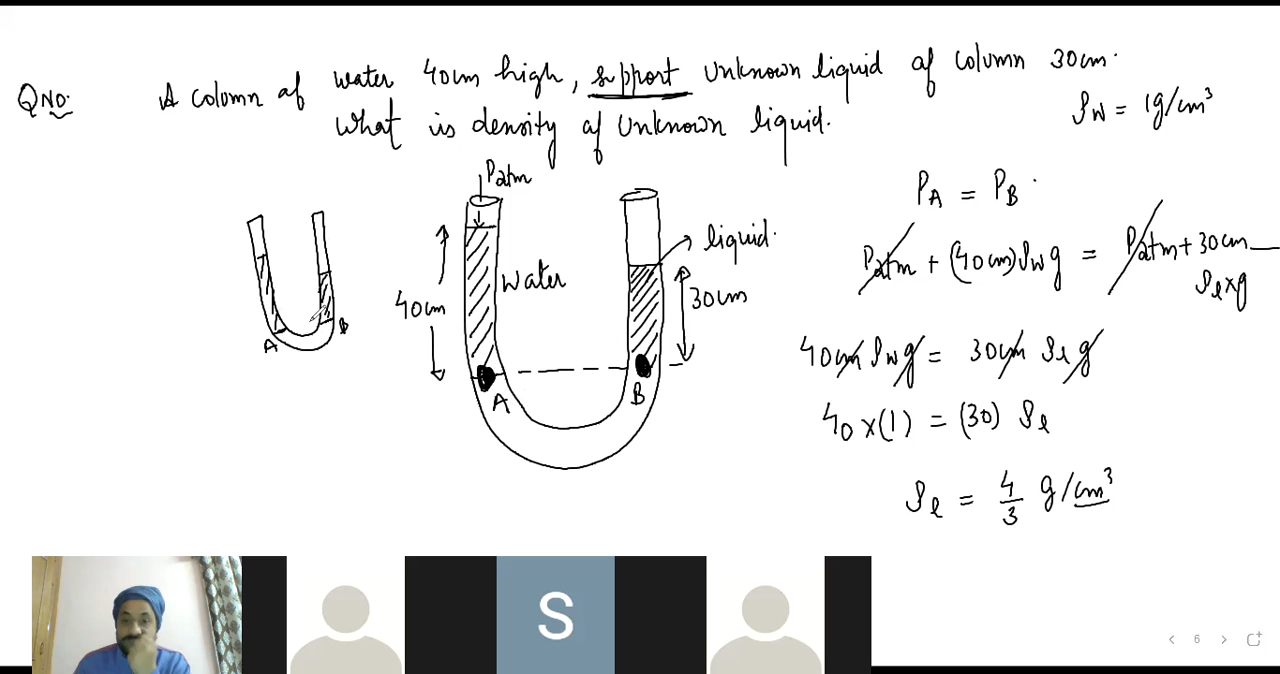 QNO. A column of water 40cm high, support unknown liquid of column 30cm.
What is density of unknown liquid.
ρw = 1g/cm³
Patm
liquid.
water
40cm
30cm
A
B
A
B
PA = PB
Patm + (40cm)ρwg = Patm + 30cm
ρl×g
40cm ρwg = 30cm ρl g
40×(1) = (30) ρl
ρl = 4/3 g/cm³
S
6